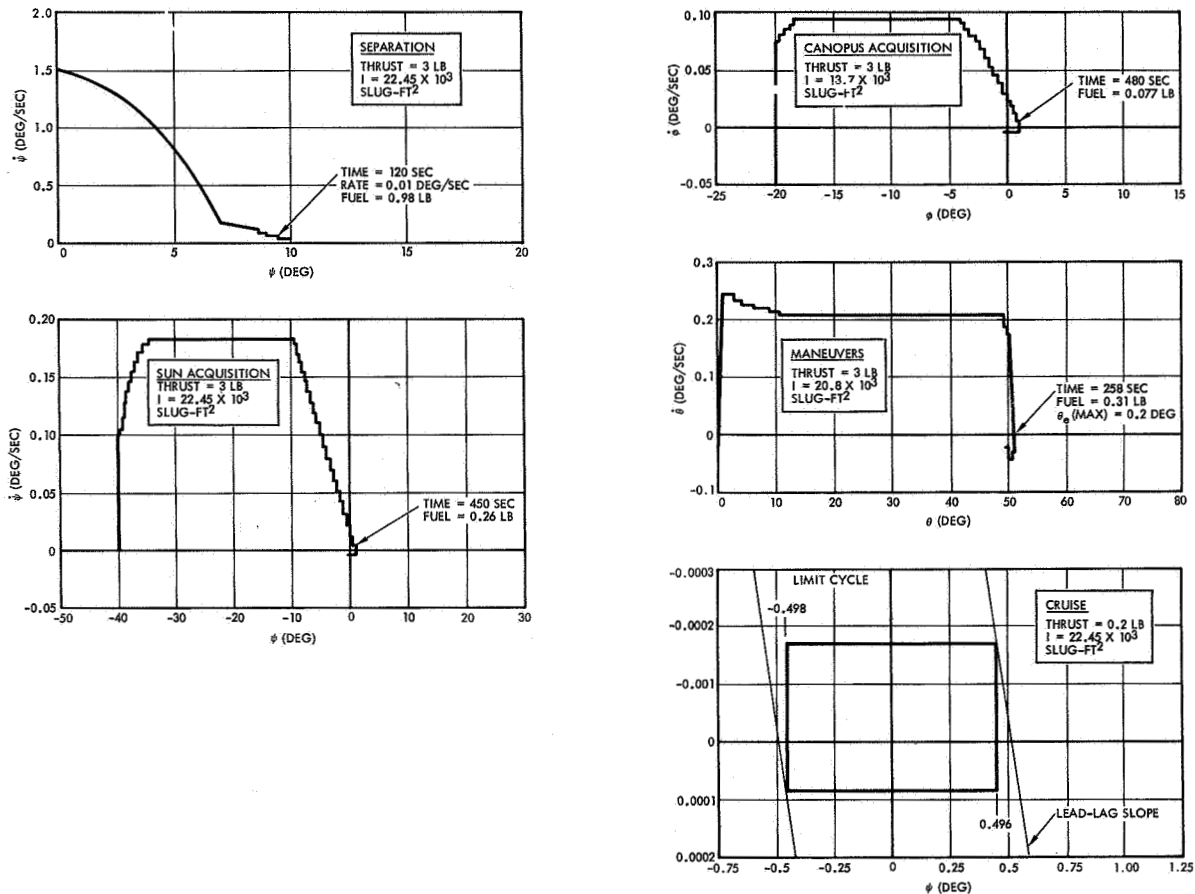 2.0
1.5
1.0
0.5
0
ψ̇ (DEG/SEC)
SEPARATION
THRUST = 3 LB
I = 22.45 X 10³
SLUG-FT²
TIME = 120 SEC
RATE = 0.01 DEG/SEC
FUEL = 0.98 LB
0 5 10 15 20
ψ (DEG)
0.20
0.15
0.10
0.05
0
-0.05
ψ̇ (DEG/SEC)
SUN ACQUISITION
THRUST = 3 LB
I = 22.45 X 10³
SLUG-FT²
TIME = 450 SEC
FUEL = 0.26 LB
-50 -40 -30 -20 -10 0 10 20 30
ψ (DEG)
0.10
0.05
0
-0.05
φ̇ (DEG/SEC)
CANOPUS ACQUISITION
THRUST = 3 LB
I = 13.7 X 10³
SLUG-FT²
TIME = 480 SEC
FUEL = 0.077 LB
-25 -20 -15 -10 -5 0 5 10 15
φ (DEG)
0.3
0.2
0.1
0
-0.1
θ̇ (DEG/SEC)
MANEUVERS
THRUST = 3 LB
I = 20.8 X 10³
SLUG-FT²
TIME = 258 SEC
FUEL = 0.31 LB
θe (MAX) = 0.2 DEG
0 10 20 30 40 50 60 70 80
θ (DEG)
-0.0003
-0.0002
-0.001
0
0.0001
0.0002
LIMIT CYCLE
-0.498
CRUISE
THRUST = 0.2 LB
I = 22.45 X 10³
SLUG-FT²
0.496
LEAD-LAG SLOPE
-0.75 -0.50 -0.25 0 0.25 0.50 0.75 1.00 1.25
ψ (DEG)